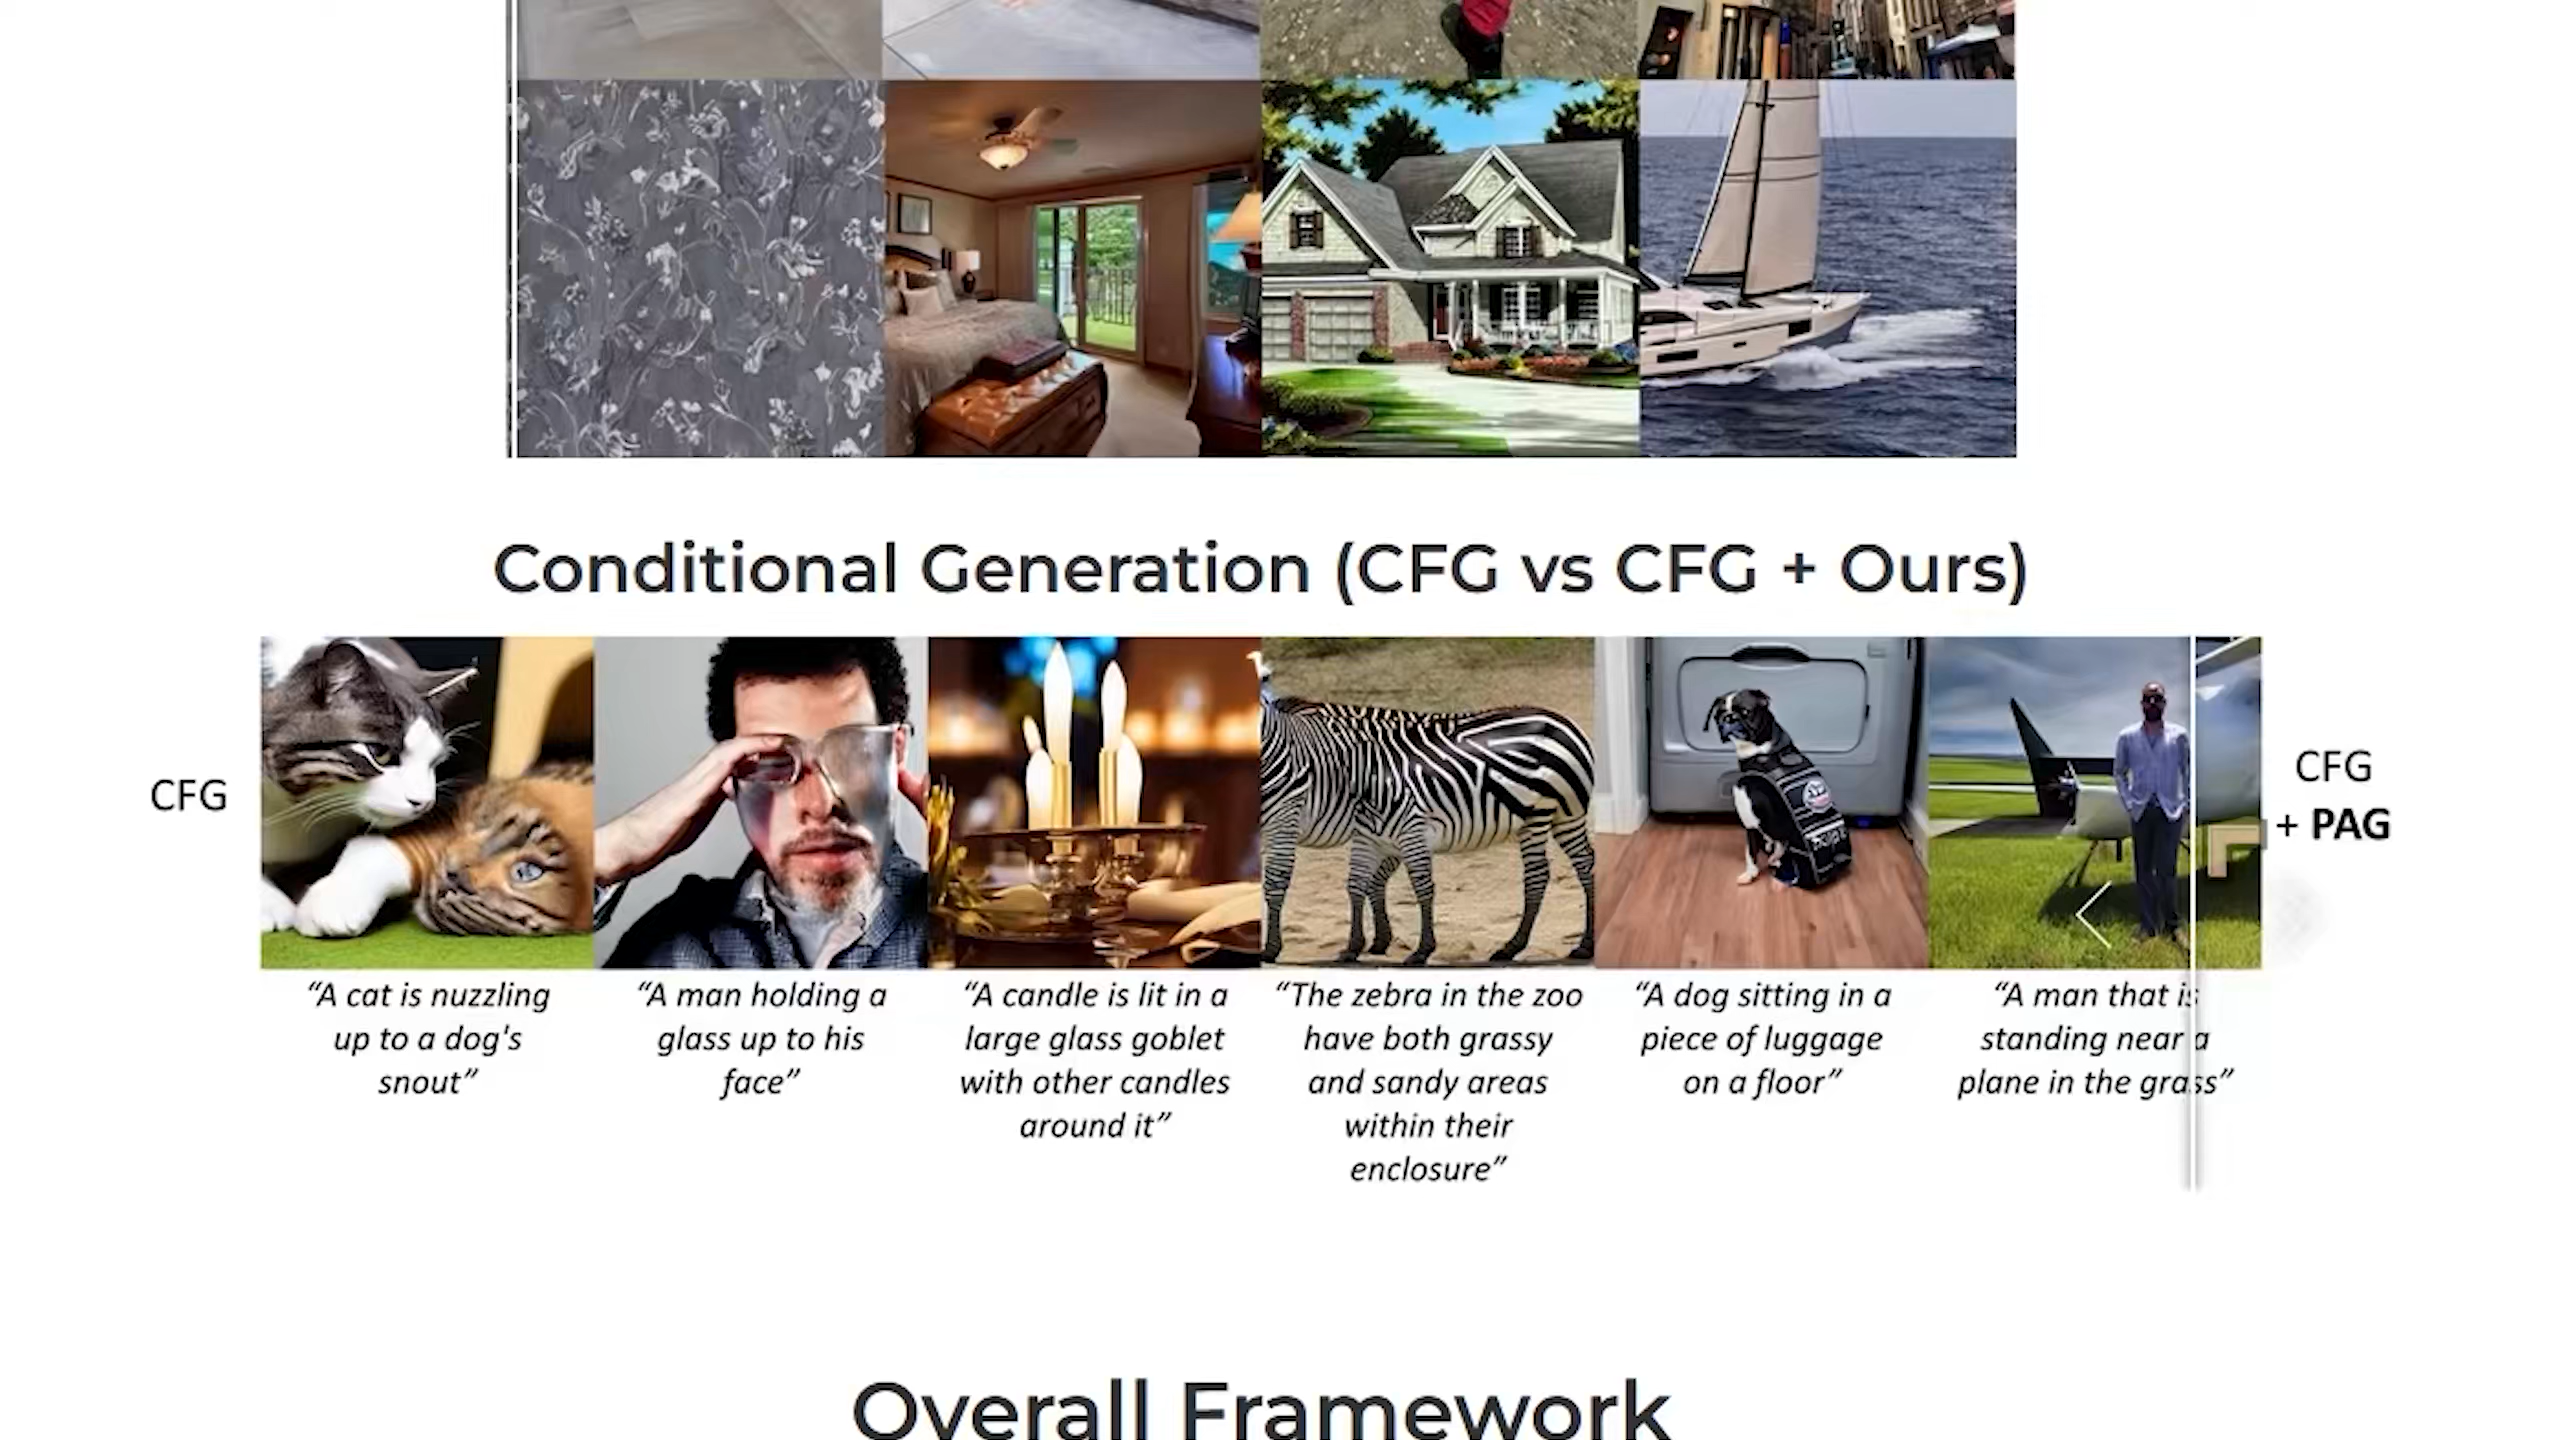 Conditional Generation (CFG vs CFG + Ours)
CFG
CFG
+ PAG
“A cat is nuzzling
up to a dog's
snout”
“A man holding a
glass up to his
face”
“A candle is lit in a
large glass goblet
with other candles
around it”
“The zebra in the zoo
have both grassy
and sandy areas
within their
enclosure”
“A dog sitting in a
piece of luggage
on a floor”
“A man that is
standing near a
plane in the grass”
Overall Framework